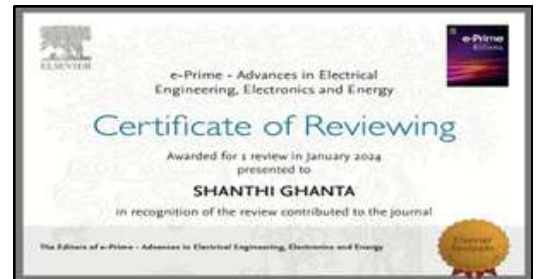 ELSEVIER
e-Prime
e-Prime - Advances in Electrical
Engineering, Electronics and Energy
Certificate of Reviewing
Awarded for 1 review in January 2024
presented to
SHANTHI GHANTA
in recognition of the review contributed to the journal
The Editors of e-Prime - Advances in Electrical Engineering, Electronics and Energy